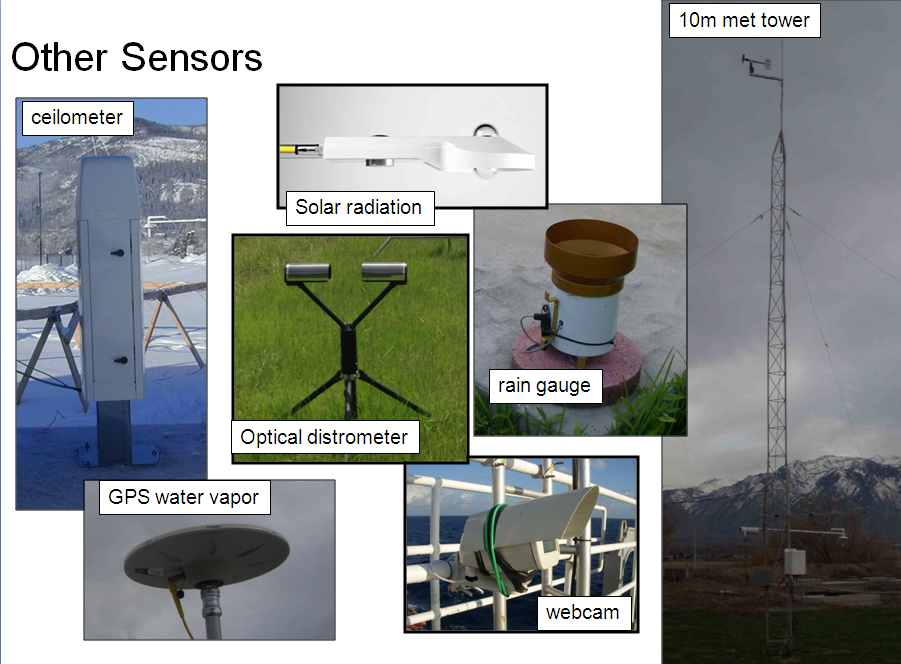 10m met tower
Other Sensors
ceilometer
Solar radiation
rain gauge
Optical distrometer
GPS water vapor
webcam